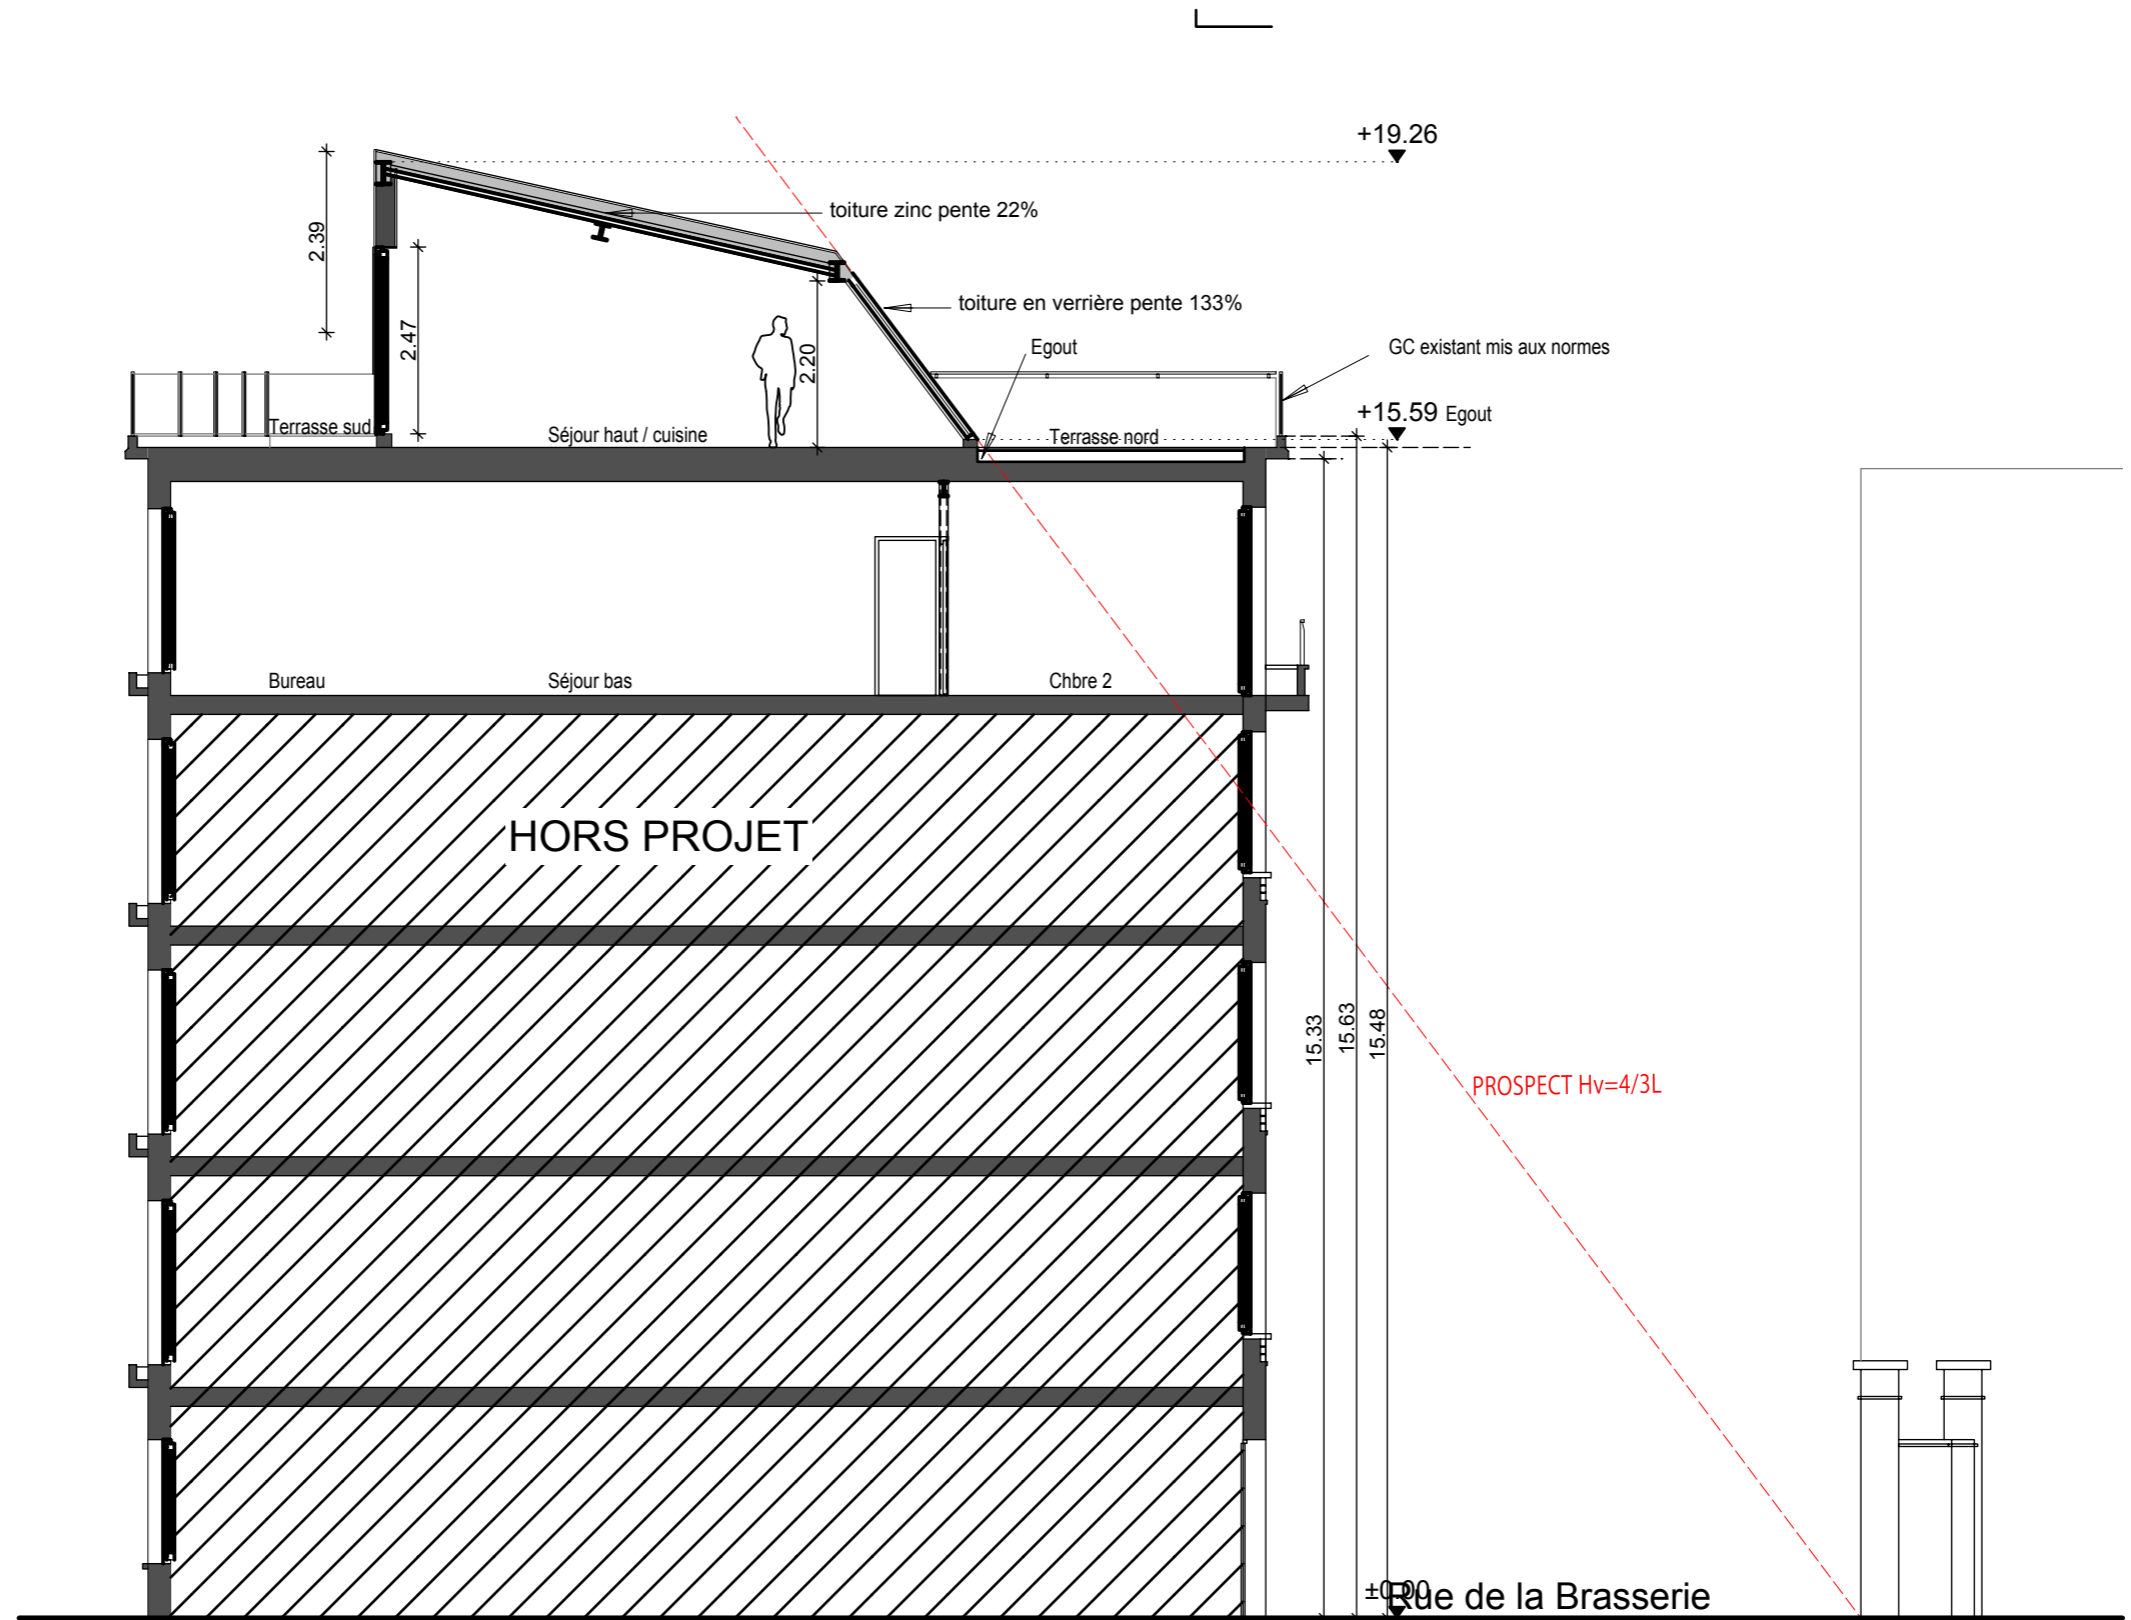 +19.26
toiture zinc pente 22%
2.39
toiture en verrière pente 133%
2.47
2.20
Egout
GC existant mis aux normes
+15.59 Egout
Terrasse sud
Séjour haut / cuisine
Terrasse nord
Bureau
Séjour bas
Chbre 2
HORS PROJET
15.33
15.63
15.48
PROSPECT Hv=4/3L
±0.00
Rue de la Brasserie